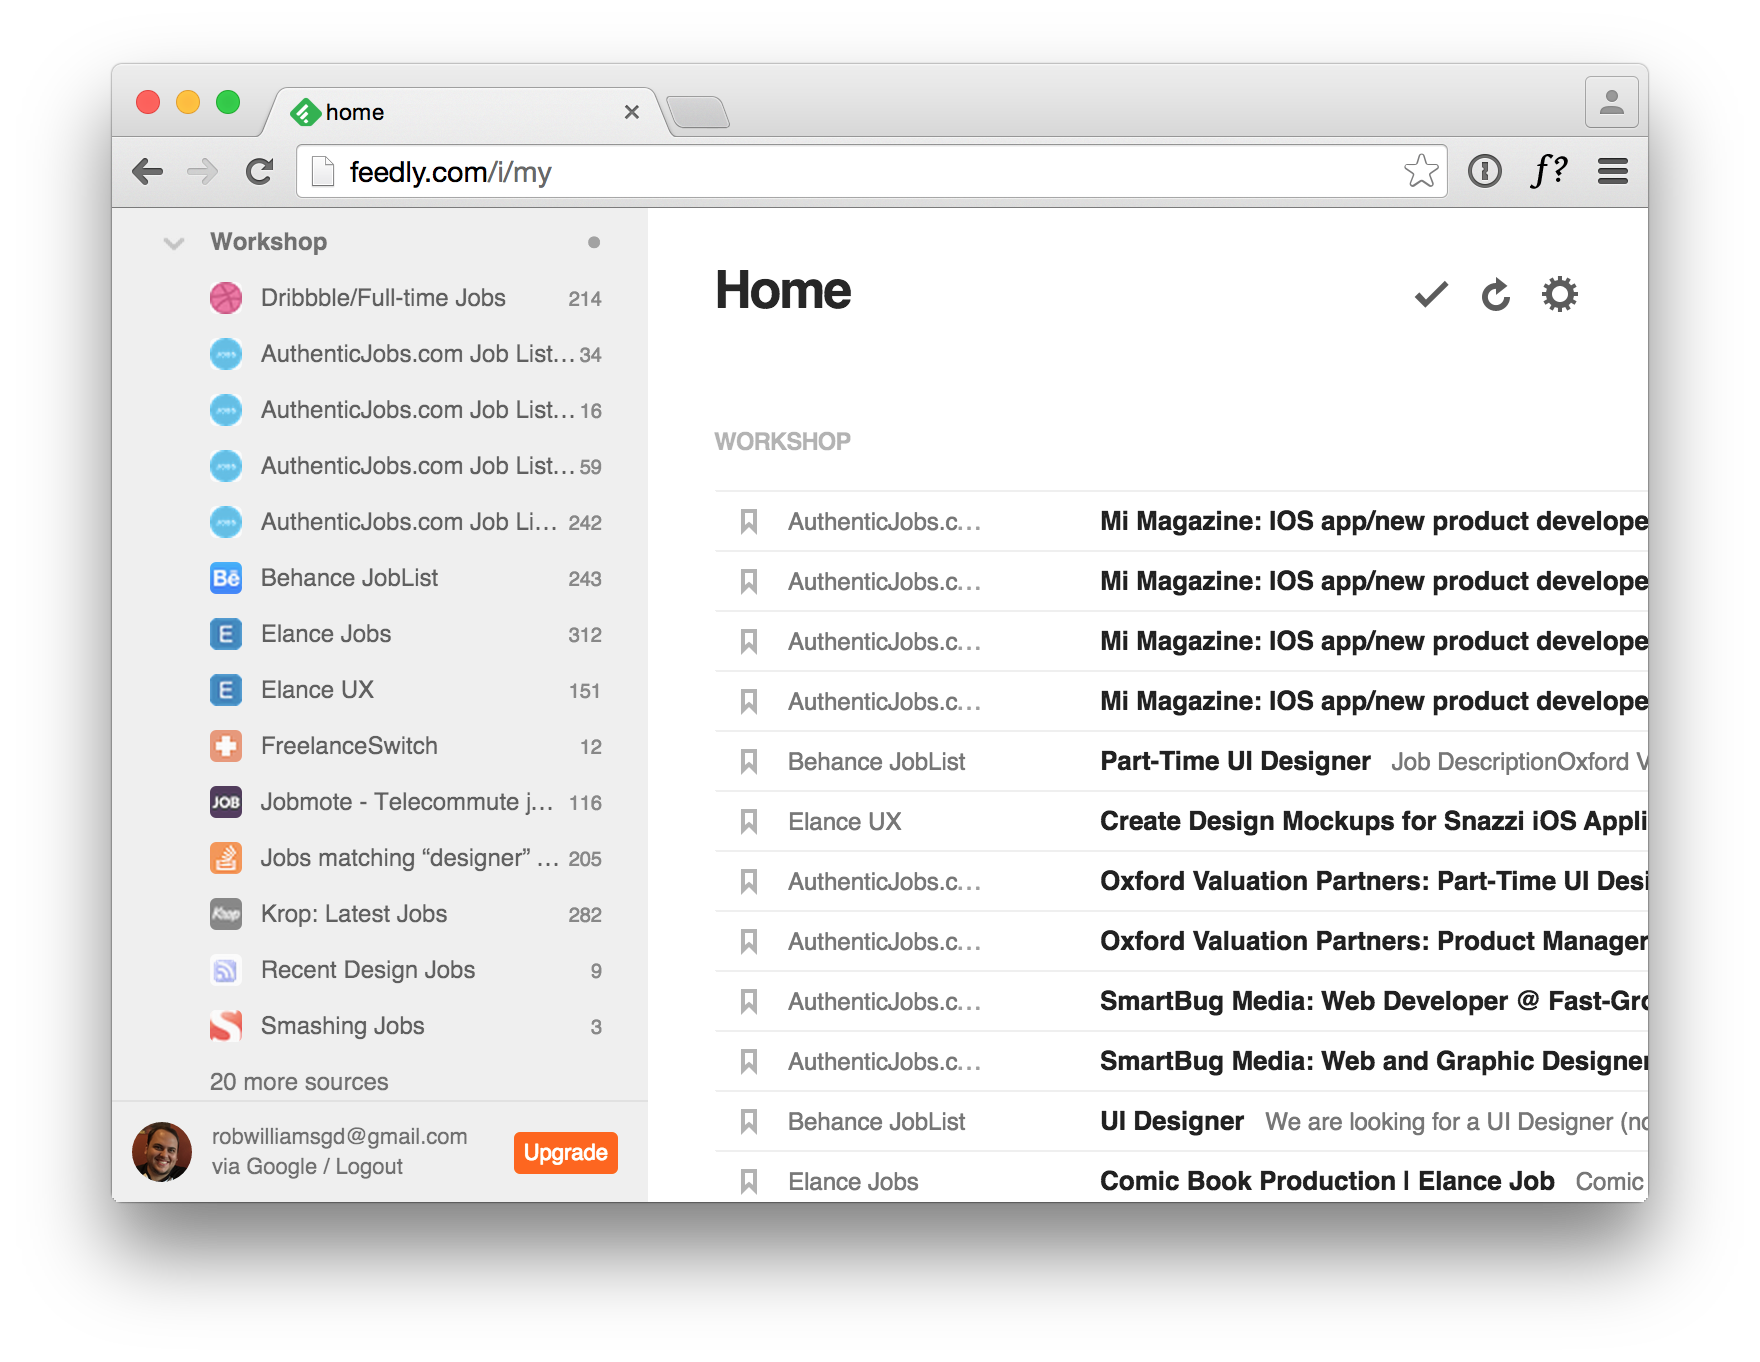 home
feedly.com/i/my
f?
Workshop
Dribbble/Full-time Jobs 214
AuthenticJobs.com Job List... 34
AuthenticJobs.com Job List... 16
AuthenticJobs.com Job List... 59
AuthenticJobs.com Job Li... 242
Bē Behance JobList 243
E Elance Jobs 312
E Elance UX 151
FreelanceSwitch 12
JOB Jobmote - Telecommute j... 116
Jobs matching “designer” ... 205
Krop Krop: Latest Jobs 282
Recent Design Jobs 9
S Smashing Jobs 3
20 more sources
robwilliamsgd@gmail.com
via Google / Logout
Upgrade
Home
WORKSHOP
AuthenticJobs.c... Mi Magazine: IOS app/new product develope
AuthenticJobs.c... Mi Magazine: IOS app/new product develope
AuthenticJobs.c... Mi Magazine: IOS app/new product develope
AuthenticJobs.c... Mi Magazine: IOS app/new product develope
Behance JobList Part-Time UI Designer Job DescriptionOxford V
Elance UX Create Design Mockups for Snazzi iOS Appli
AuthenticJobs.c... Oxford Valuation Partners: Part-Time UI Desi
AuthenticJobs.c... Oxford Valuation Partners: Product Manager
AuthenticJobs.c... SmartBug Media: Web Developer @ Fast-Gro
AuthenticJobs.c... SmartBug Media: Web and Graphic Designer
Behance JobList UI Designer We are looking for a UI Designer (no
Elance Jobs Comic Book Production | Elance Job Comic